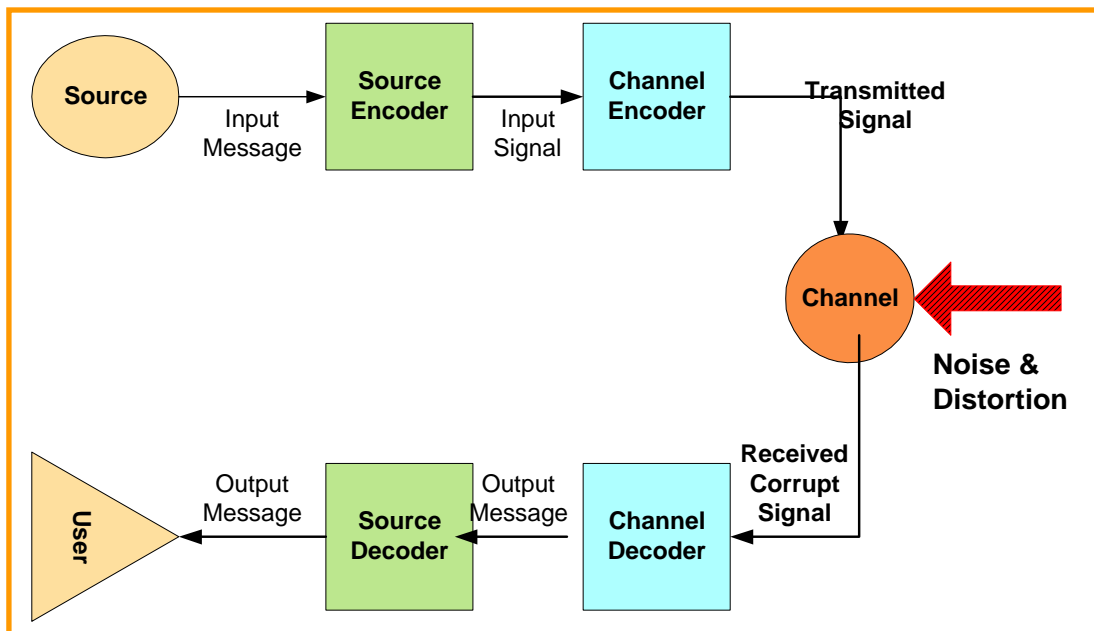 Source
Input
Message
Source
Encoder
Input
Signal
Channel
Encoder
Transmitted
Signal
Channel
Noise &
Distortion
Received
Corrupt
Signal
Channel
Decoder
Output
Message
Source
Decoder
Output
Message
User